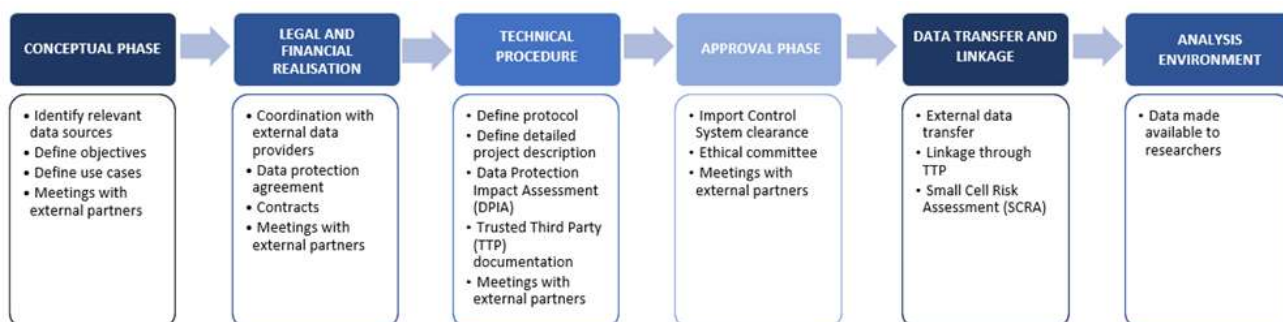 CONCEPTUAL PHASE
• Identify relevant
data sources
• Define objectives
• Define use cases
• Meetings with
external partners
LEGAL AND
FINANCIAL
REALISATION
• Coordination with
external data
providers
• Data protection
agreement
• Contracts
• Meetings with
external partners
TECHNICAL
PROCEDURE
• Define protocol
• Define detailed
project description
• Data Protection
Impact Assessment
(DPIA)
• Trusted Third Party
(TTP)
documentation
• Meetings with
external partners
APPROVAL PHASE
• Import Control
System clearance
• Ethical committee
• Meetings with
external partners
DATA TRANSFER AND
LINKAGE
• External data
transfer
• Linkage through
TTP
• Small Cell Risk
Assessment (SCRA)
ANALYSIS
ENVIRONMENT
• Data made
available to
researchers